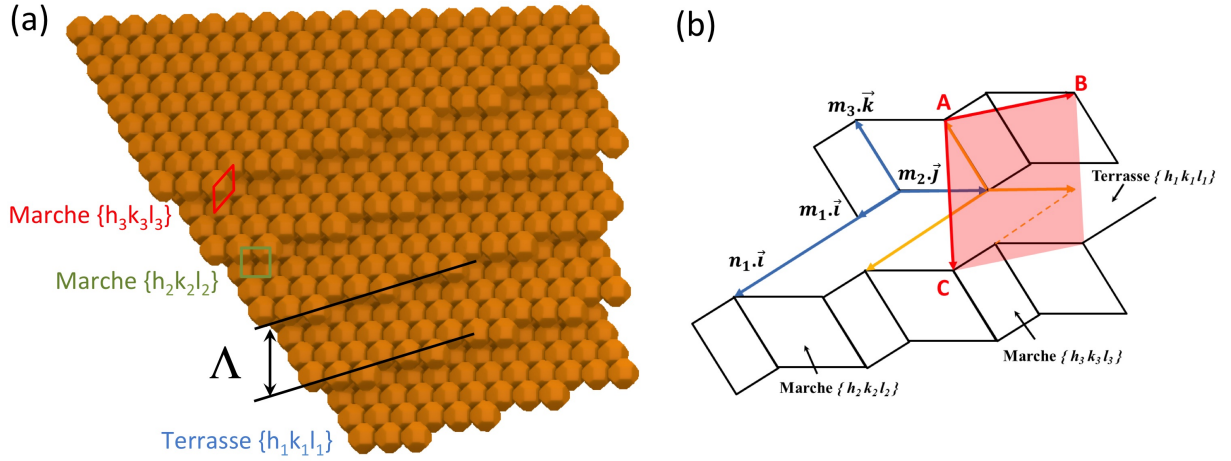 (a)
Marche {h₃k₃l₃}
Marche {h₂k₂l₂}
Λ
Terrasse {h₁k₁l₁}
(b)
A
B
m₃.k⃗
m₂.j⃗
Terrasse { h₁ k₁ l₁}
m₁.i⃗
n₁.i⃗
C
Marche { h₃ k₃ l₃}
Marche { h₂ k₂ l₂}